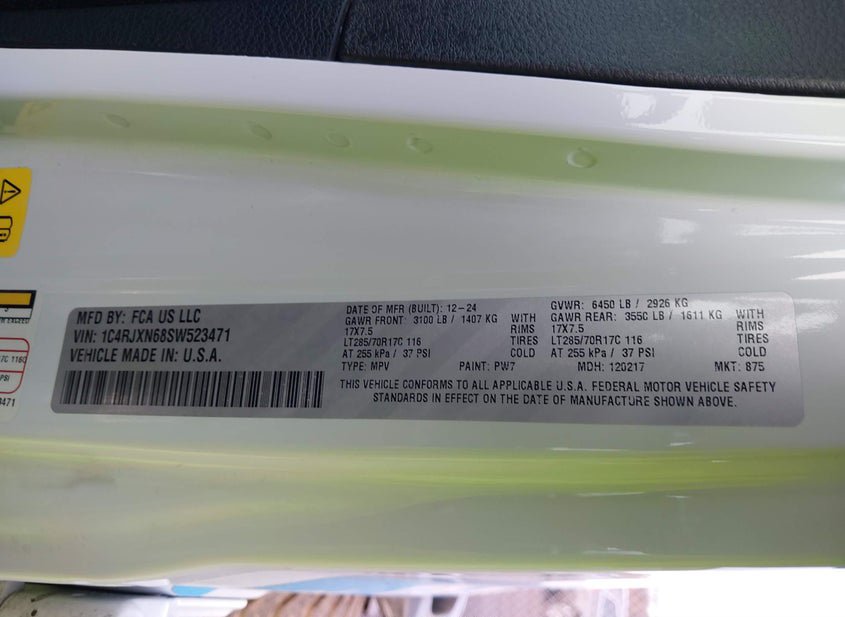 MFD BY: FCA US LLC
VIN: 1C4RJXN68SW523471
VEHICLE MADE IN: U.S.A.
DATE OF MFR (BUILT): 12-24
GAWR FRONT: 3100 LB / 1407 KG WITH
17X7.5 RIMS
LT285/70R17C 116 TIRES
AT 255 kPa / 37 PSI COLD
TYPE: MPV PAINT: PW7
GVWR: 6450 LB / 2926 KG
GAWR REAR: 3550 LB / 1611 KG WITH
17X7.5 RIMS
LT285/70R17C 116 TIRES
AT 255 kPa / 37 PSI COLD
MDH: 120217 MKT: 875
THIS VEHICLE CONFORMS TO ALL APPLICABLE U.S.A. FEDERAL MOTOR VEHICLE SAFETY
STANDARDS IN EFFECT ON THE DATE OF MANUFACTURE SHOWN ABOVE.
PSI
3471